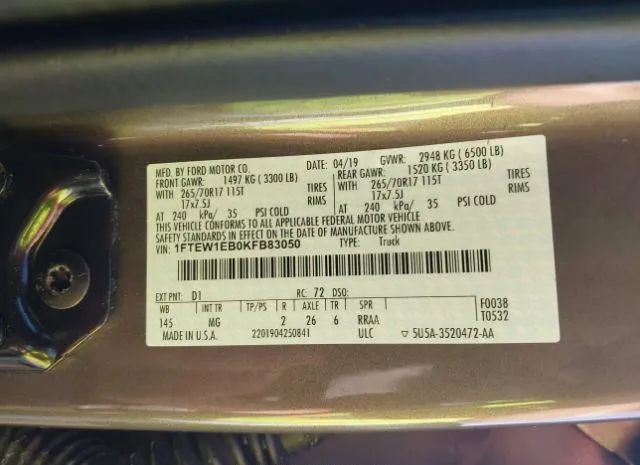 MFD. BY FORD MOTOR CO. DATE: 04/19 GVWR: 2948 KG ( 6500 LB)
FRONT GAWR: 1497 KG ( 3300 LB) REAR GAWR: 1520 KG ( 3350 LB)
WITH 265/70R17 115T TIRES WITH 265/70R17 115T TIRES
17x7.5J RIMS 17x7.5J RIMS
AT 240 kPa/ 35 PSI COLD AT 240 kPa/ 35 PSI COLD
THIS VEHICLE CONFORMS TO ALL APPLICABLE FEDERAL MOTOR VEHICLE
SAFETY STANDARDS IN EFFECT ON THE DATE OF MANUFACTURE SHOWN ABOVE.
VIN: 1FTEW1EB0KFB83050 TYPE: Truck
EXT PNT: D1 RC: 72 DSO:
WB INT TR TP/PS R AXLE TR SPR F0038
145 MG 2 26 6 RRAA T0532
MADE IN U.S.A. 2201904250841 ULC 5U5A-3520472-AA